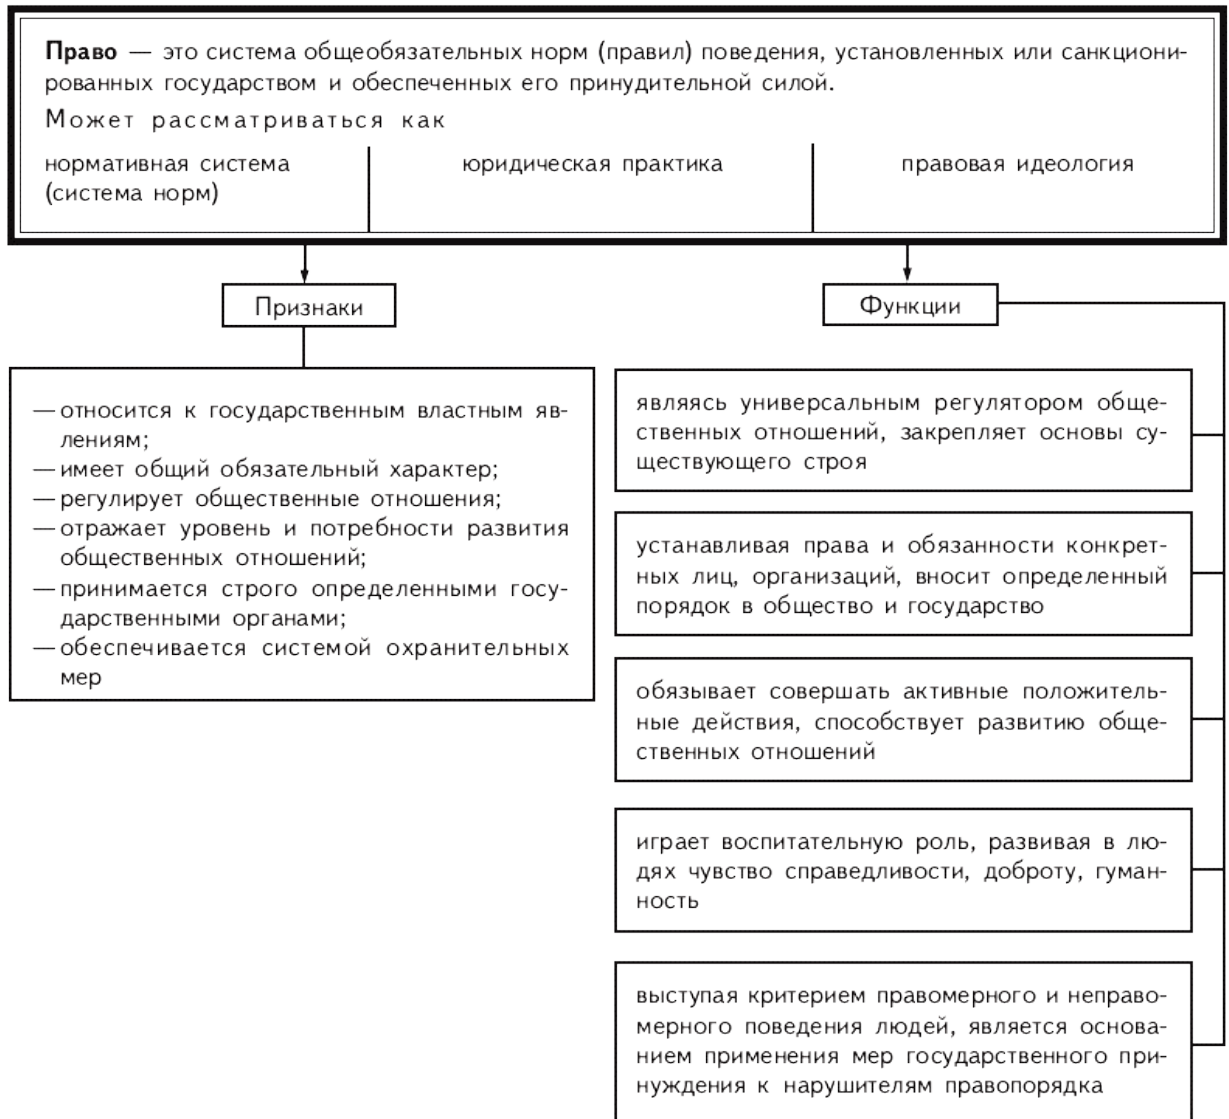 Право — это система общеобязательных норм (правил) поведения, установленных или санкциони-
рованных государством и обеспеченных его принудительной силой.
Может рассматриваться как
нормативная система
(система норм)
юридическая практика
правовая идеология
Признаки
— относится к государственным властным яв-
лениям;
— имеет общий обязательный характер;
— регулирует общественные отношения;
— отражает уровень и потребности развития
общественных отношений;
— принимается строго определенными госу-
дарственными органами;
— обеспечивается системой охранительных
мер
Функции
являясь универсальным регулятором обще-
ственных отношений, закрепляет основы су-
ществующего строя
устанавливая права и обязанности конкрет-
ных лиц, организаций, вносит определенный
порядок в общество и государство
обязывает совершать активные положитель-
ные действия, способствует развитию обще-
ственных отношений
играет воспитательную роль, развивая в лю-
дях чувство справедливости, доброту, гуман-
ность
выступая критерием правомерного и неправо-
мерного поведения людей, является основа-
нием применения мер государственного при-
нуждения к нарушителям правопорядка